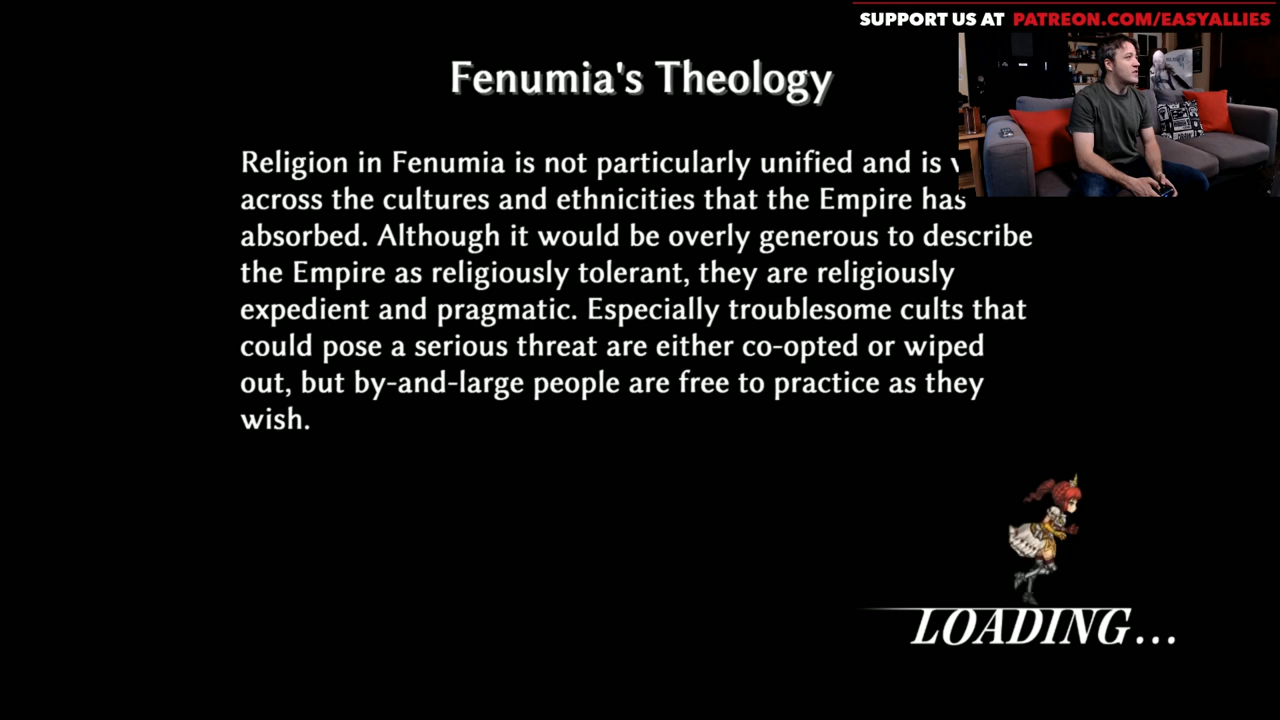 SUPPORT US AT PATREON.COM/EASYALLIES
Fenumia's Theology
Religion in Fenumia is not particularly unified and is
across the cultures and ethnicities that the Empire has
absorbed. Although it would be overly generous to describe
the Empire as religiously tolerant, they are religiously
expedient and pragmatic. Especially troublesome cults that
could pose a serious threat are either co-opted or wiped
out, but by-and-large people are free to practice as they
wish.
LOADING...